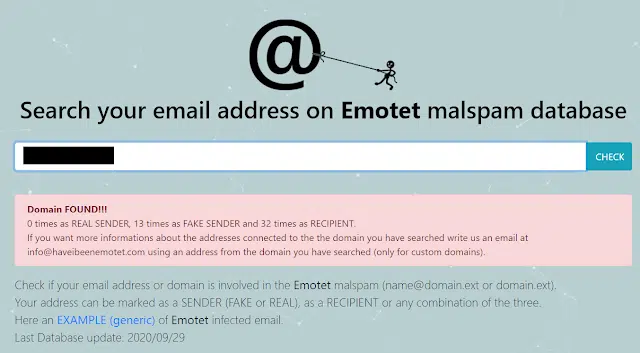 @
Search your email address on Emotet malspam database
CHECK
Domain FOUND!!!
0 times as REAL SENDER, 13 times as FAKE SENDER and 32 times as RECIPIENT.
If you want more informations about the addresses connected to the the domain you have searched write us an email at
info@haveibeenemotet.com using an address from the domain you have searched (only for custom domains).
Check if your email address or domain is involved in the Emotet malspam (name@domain.ext or domain.ext).
Your address can be marked as a SENDER (FAKE or REAL), as a RECIPIENT or any combination of the three.
Here an EXAMPLE (generic) of Emotet infected email.
Last Database update: 2020/09/29